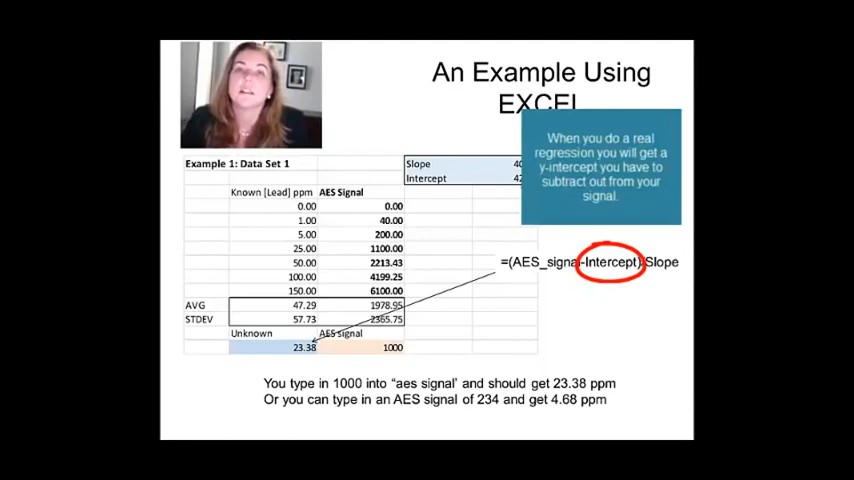 An Example Using
EXCEL
When you do a real
regression you will get a
y-intercept you have to
subtract out from your
signal.
Example 1: Data Set 1
Slope 40
Intercept 42
Known [Lead] ppm AES Signal
0.00 0.00
1.00 40.00
5.00 200.00
25.00 1100.00
50.00 2213.43
100.00 4199.25
150.00 6100.00
AVG 47.29 1978.95
STDEV 57.73 2365.75
Unknown AES signal
23.38 1000
=(AES_signal-Intercept)/Slope
You type in 1000 into “aes signal’ and should get 23.38 ppm
Or you can type in an AES signal of 234 and get 4.68 ppm